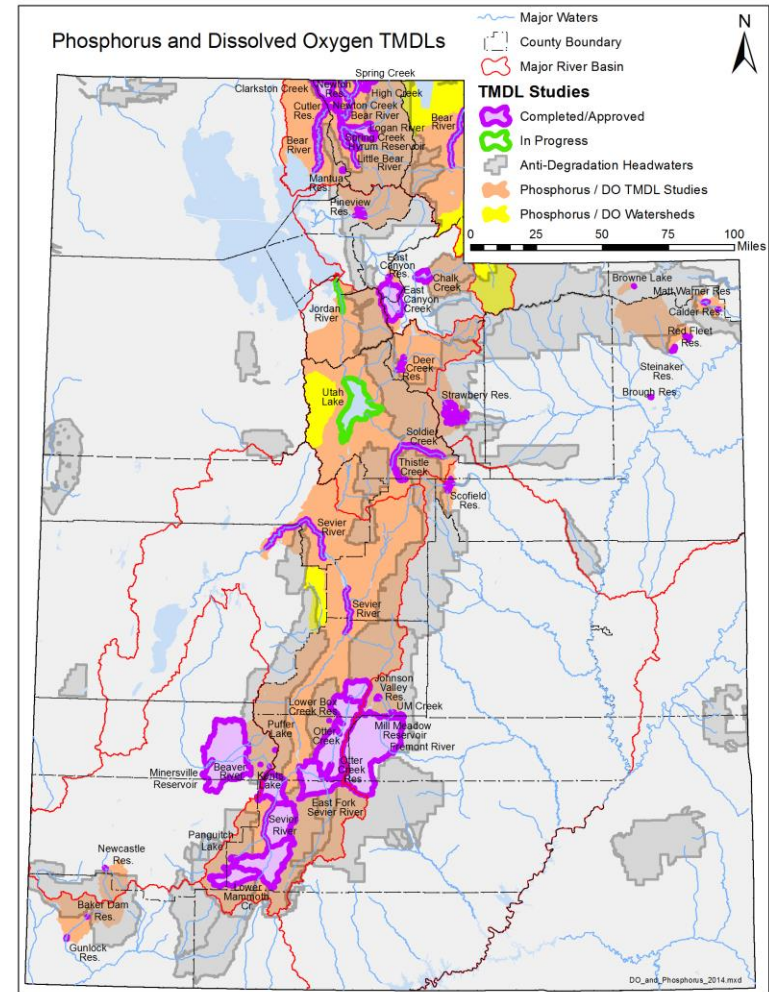 Phosphorus and Dissolved Oxygen TMDLs
Major Waters
County Boundary
Major River Basin
TMDL Studies
Completed/Approved
In Progress
Anti-Degradation Headwaters
Phosphorus / DO TMDL Studies
Phosphorus / DO Watersheds
0 25 50 75 100
Miles
N
Spring Creek
Clarkston Creek
Newton
Res.
High Creek
Cutler
Res.
Newton Creek
Bear River
Bear
River
Logan River
Spring Creek
Hyrum Reservoir
Bear
River
Little Bear
River
Mantua
Res.
Pineview
Res.
East
Canyon
Res.
Chalk
Creek
East
Canyon
Creek
Browne Lake
Matt Warner Res
Calder Res.
Jordan
River
Red Fleet
Res.
Deer
Creek
Res.
Steinaker
Res.
Utah
Lake
Strawbery Res.
Brough Res.
Soldier
Creek
Thistle
Creek
Scofield
Res.
Sevier
River
Sevier
River
Johnson
Valley
Res.
Lower Box
Creek Res.
UM Creek
Puffer
Lake
Otter
Creek
Mill Meadow
Reservoir
Fremont River
Minersville
Reservoir
Beaver
River
Kents
Lake
Otter
Creek
Res.
East Fork
Sevier River
Sevier
River
Panguitch
Lake
Newcastle
Res.
Lower
Mammoth
Cr.
Baker Dam
Res.
Gunlock
Res.
DO_and_Phosphorus_2014.mxd